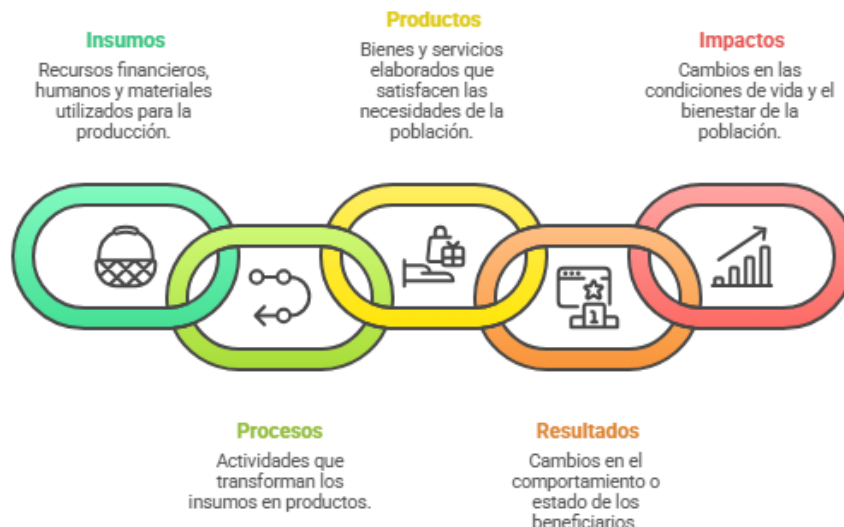 Insumos
Recursos financieros,
humanos y materiales
utilizados para la
producción.
Productos
Bienes y servicios
elaborados que
satisfacen las
necesidades de la
población.
Impactos
Cambios en las
condiciones de vida y el
bienestar de la
población.
1
Procesos
Actividades que
transforman los
insumos en productos.
Resultados
Cambios en el
comportamiento o
estado de los
beneficiarios.